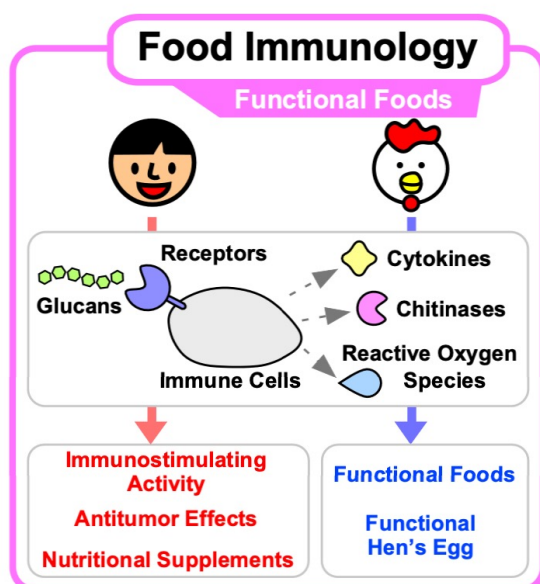 Food Immunology
Functional Foods
Receptors
Glucans
Immune Cells
Cytokines
Chitinases
Reactive Oxygen
Species
Immunostimulating
Activity
Antitumor Effects
Nutritional Supplements
Functional Foods
Functional
Hen's Egg